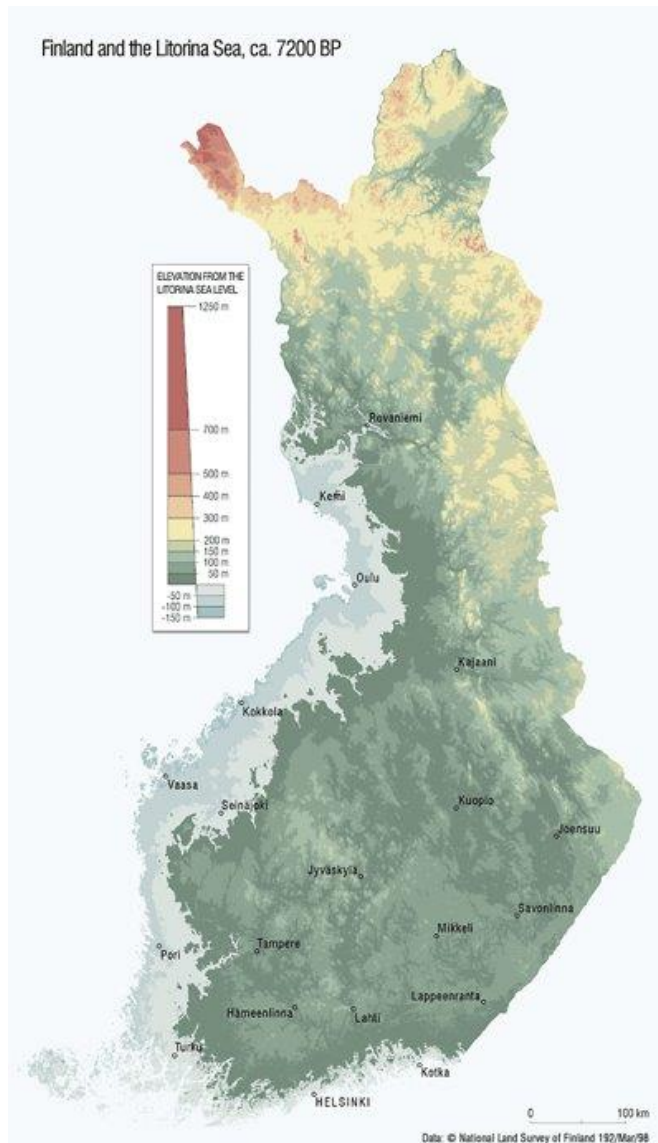 Finland and the Litorina Sea, ca. 7200 BP
ELEVATION FROM THE
LITORINA SEA LEVEL
1250 m
700 m
500 m
400 m
300 m
200 m
150 m
100 m
50 m
-50 m
-100 m
-150 m
Rovaniemi
Kemi
Oulu
Kajaani
Kokkola
Vaasa
Seinäjoki
Kuopio
Joensuu
Jyväskylä
Savonlinna
Mikkeli
Pori
Tampere
Lappeenranta
Hämeenlinna
Lahti
Turku
Kotka
HELSINKI
0 100 km
Data: © National Land Survey of Finland 192/Mar/98